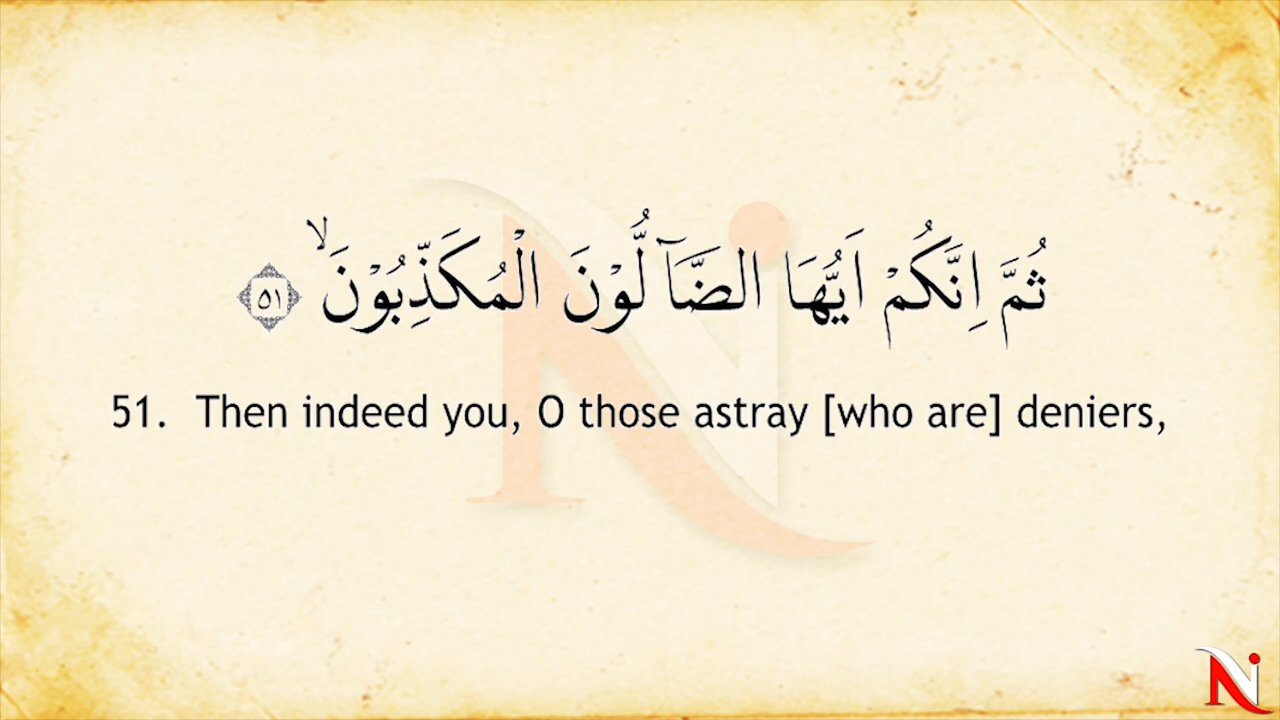 ثُمَّ اِنَّكُمْ اَيُّهَا الضَّآلُّوْنَ الْمُكَذِّبُوْنَۙ ﴿٥١﴾
51. Then indeed you, O those astray [who are] deniers,